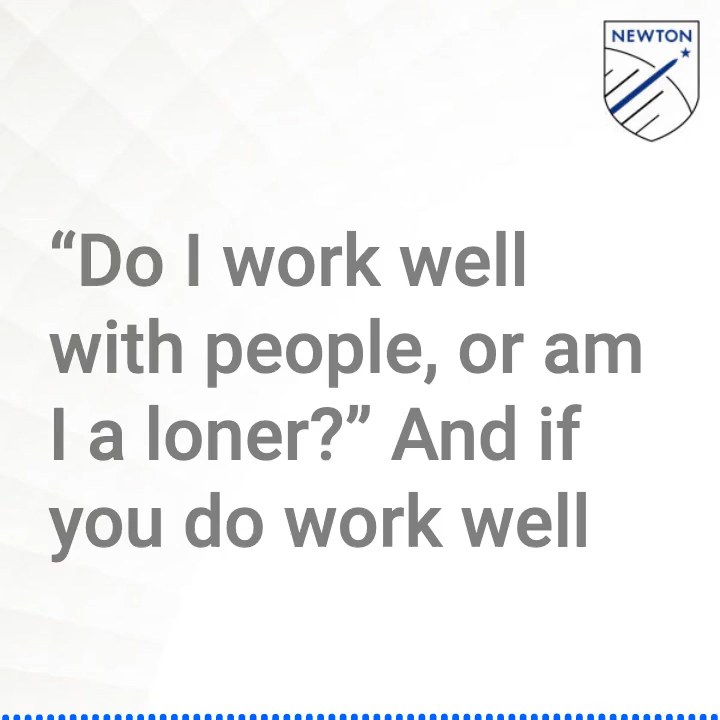 NEWTON
“Do I work well
with people, or am
I a loner?” And if
you do work well